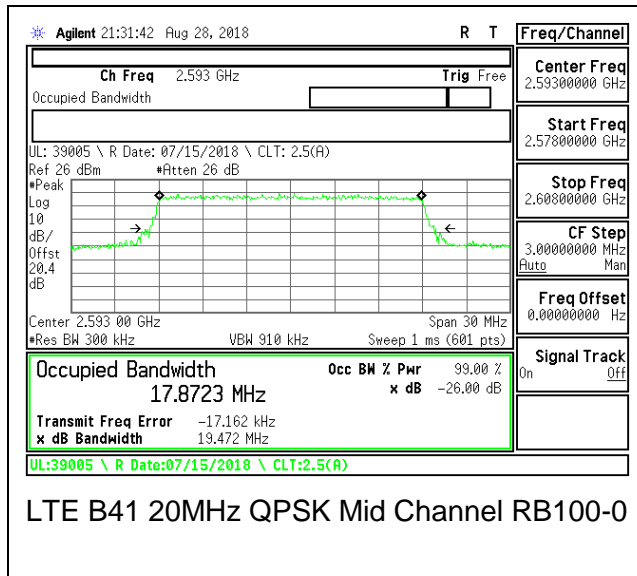 Agilent 21:31:42 Aug 28, 2018 R T
Freq/Channel
Ch Freq 2.593 GHz Trig Free
Occupied Bandwidth
Center Freq
2.59300000 GHz
Start Freq
2.57800000 GHz
Stop Freq
2.60800000 GHz
CF Step
3.00000000 MHz
Auto Man
Freq Offset
0.00000000 Hz
Signal Track
On Off
UL: 39005 \ R Date: 07/15/2018 \ CLT: 2.5(A)
Ref 26 dBm #Atten 26 dB
#Peak
Log
10
dB/
Offst
20.4
dB
Center 2.593 00 GHz Span 30 MHz
#Res BW 300 kHz VBW 910 kHz Sweep 1 ms (601 pts)
Occupied Bandwidth Occ BW % Pwr 99.00 %
17.8723 MHz x dB -26.00 dB
Transmit Freq Error -17.162 kHz
x dB Bandwidth 19.472 MHz
UL:39005 \ R Date:07/15/2018 \ CLT:2.5(A)
LTE B41 20MHz QPSK Mid Channel RB100-0